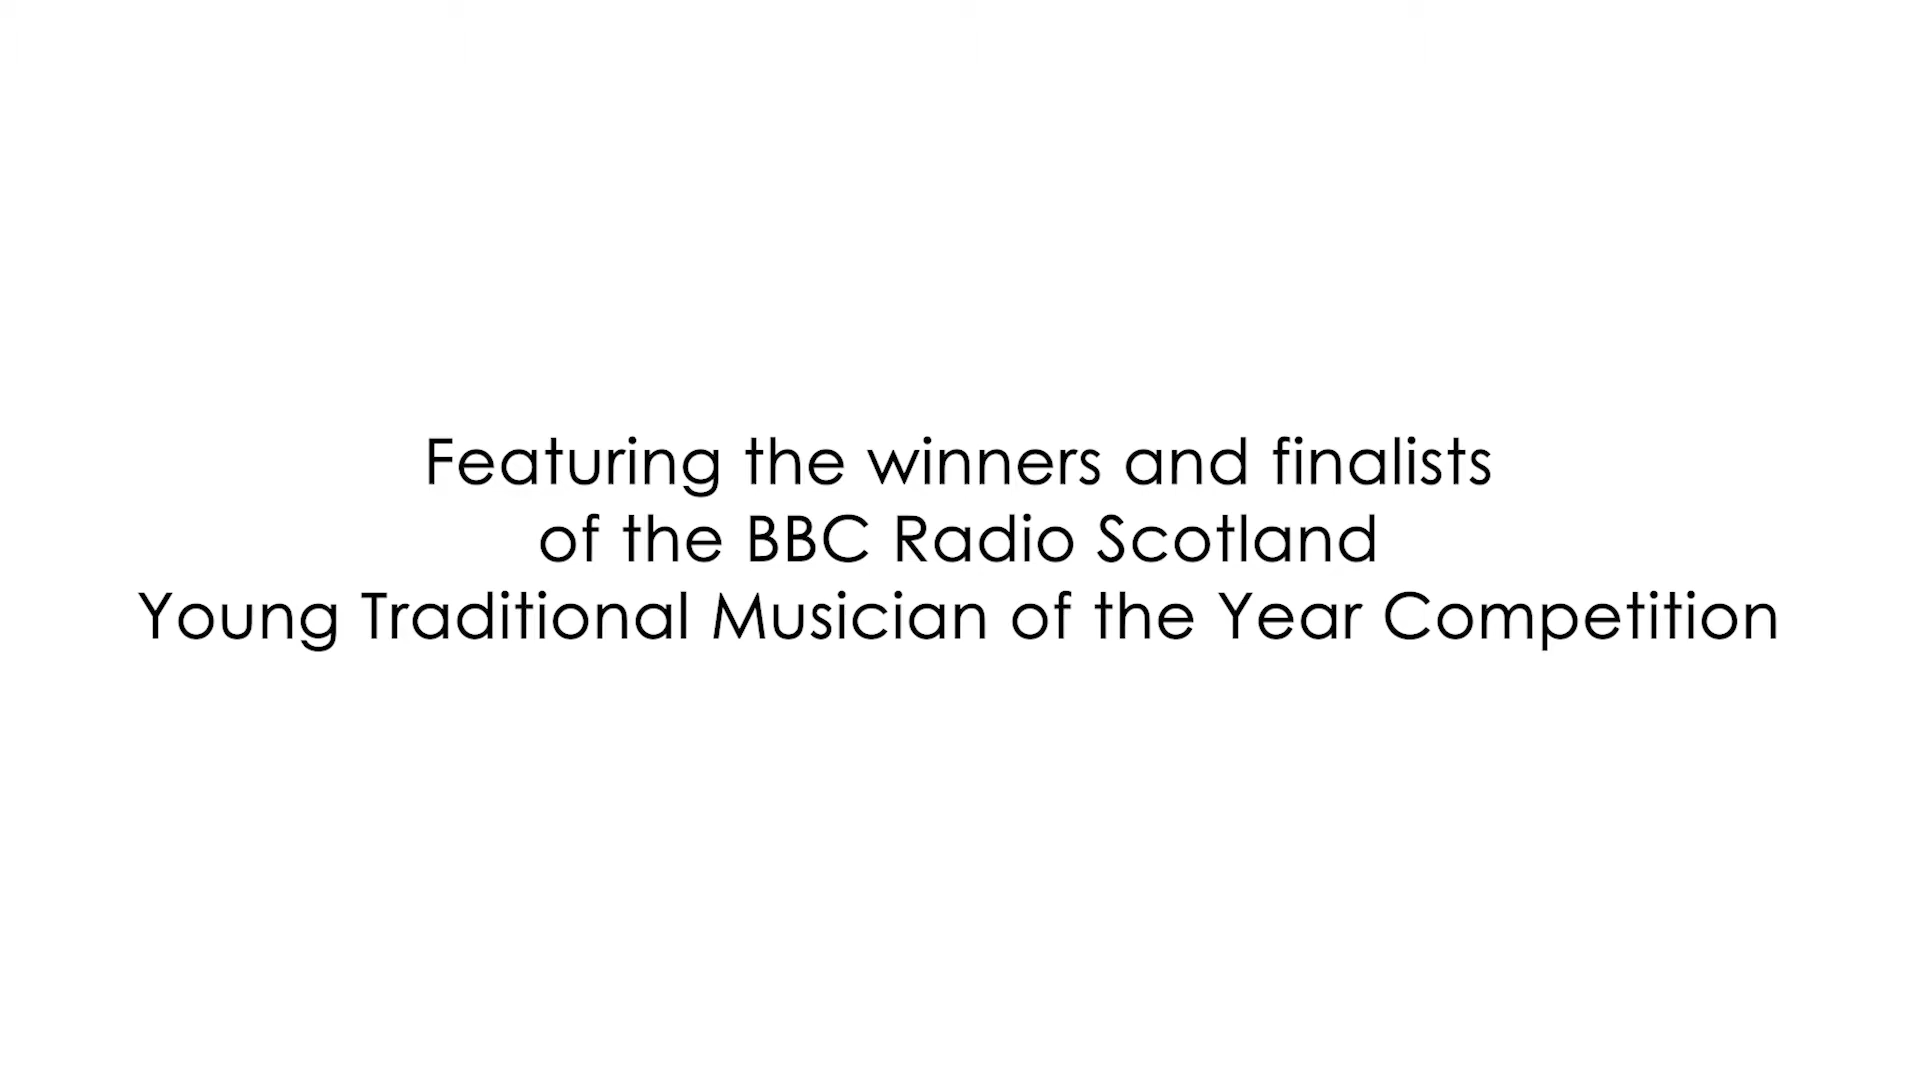 Featuring the winners and finalists
of the BBC Radio Scotland
Young Traditional Musician of the Year Competition